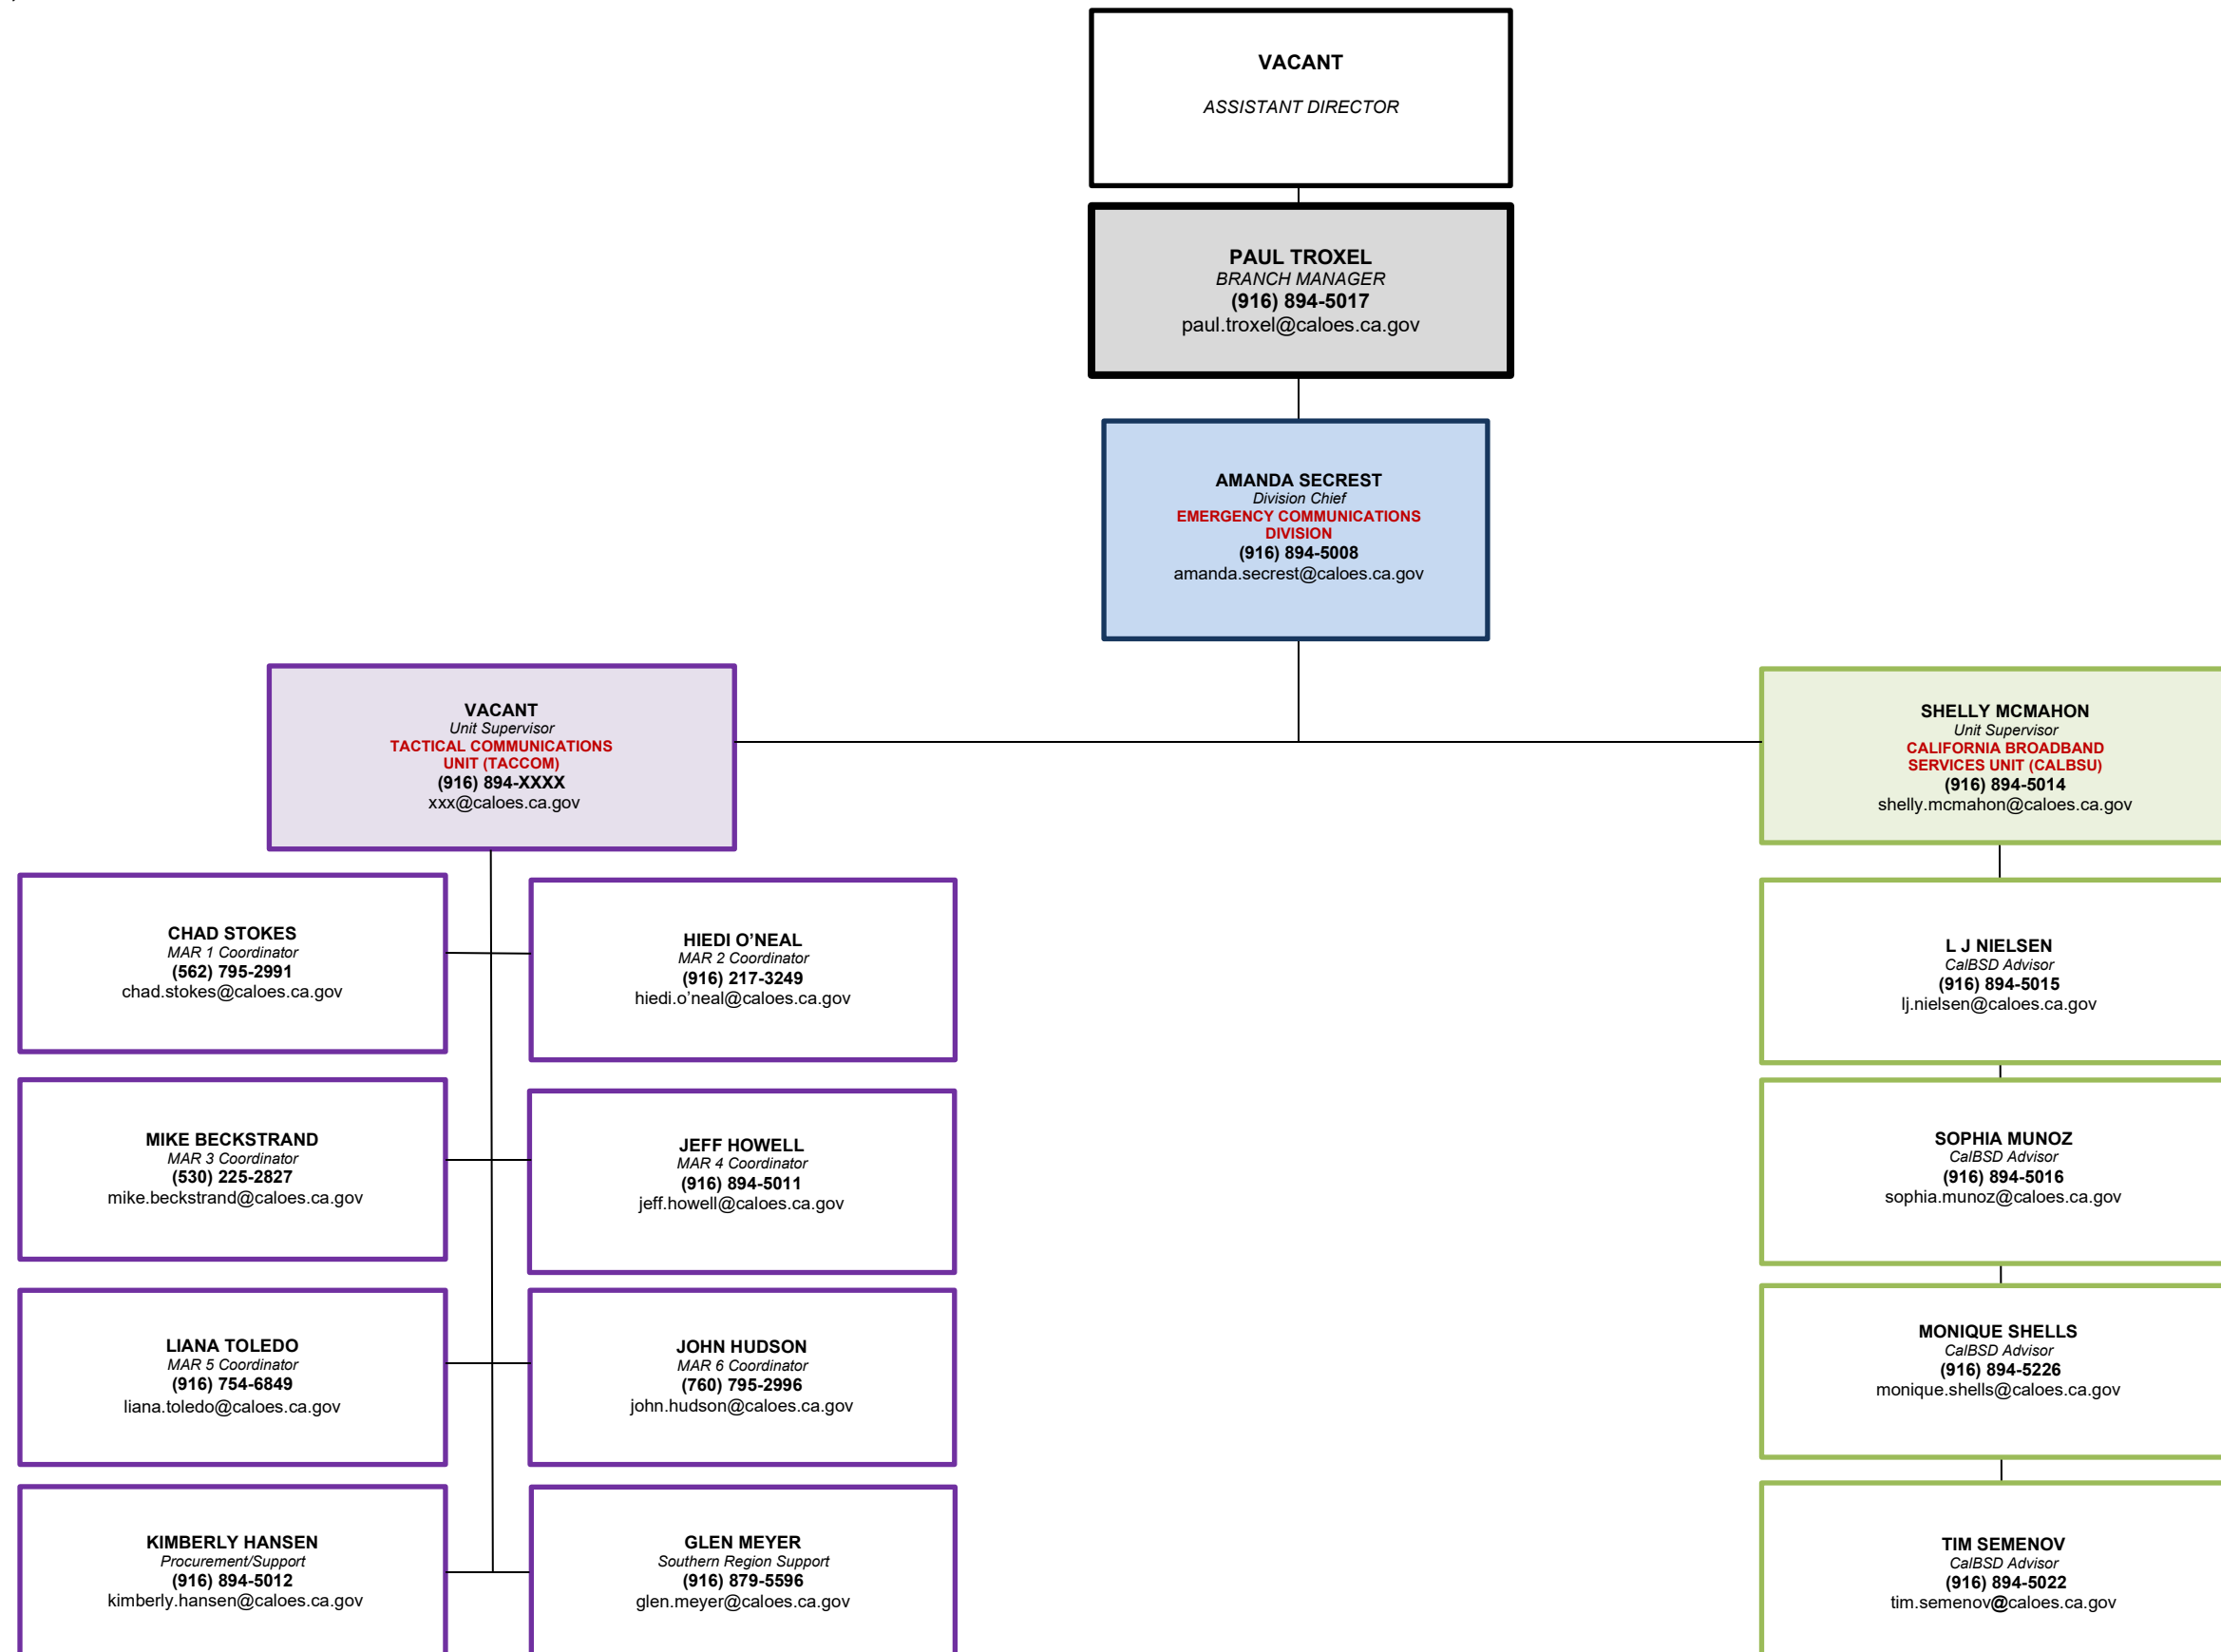 VACANT
ASSISTANT DIRECTOR
PAUL TROXEL
BRANCH MANAGER
(916) 894-5017
paul.troxel@caloes.ca.gov
AMANDA SECREST
Division Chief
EMERGENCY COMMUNICATIONS
DIVISION
(916) 894-5008
amanda.secrest@caloes.ca.gov
VACANT
Unit Supervisor
TACTICAL COMMUNICATIONS
UNIT (TACCOM)
(916) 894-XXXX
xxx@caloes.ca.gov
SHELLY MCMAHON
Unit Supervisor
CALIFORNIA BROADBAND
SERVICES UNIT (CALBSU)
(916) 894-5014
shelly.mcmahon@caloes.ca.gov
CHAD STOKES
MAR 1 Coordinator
(562) 795-2991
chad.stokes@caloes.ca.gov
HIEDI O’NEAL
MAR 2 Coordinator
(916) 217-3249
hiedi.o’neal@caloes.ca.gov
L J NIELSEN
CalBSD Advisor
(916) 894-5015
lj.nielsen@caloes.ca.gov
MIKE BECKSTRAND
MAR 3 Coordinator
(530) 225-2827
mike.beckstrand@caloes.ca.gov
JEFF HOWELL
MAR 4 Coordinator
(916) 894-5011
jeff.howell@caloes.ca.gov
SOPHIA MUNOZ
CalBSD Advisor
(916) 894-5016
sophia.munoz@caloes.ca.gov
LIANA TOLEDO
MAR 5 Coordinator
(916) 754-6849
liana.toledo@caloes.ca.gov
JOHN HUDSON
MAR 6 Coordinator
(760) 795-2996
john.hudson@caloes.ca.gov
MONIQUE SHELLS
CalBSD Advisor
(916) 894-5226
monique.shells@caloes.ca.gov
KIMBERLY HANSEN
Procurement/Support
(916) 894-5012
kimberly.hansen@caloes.ca.gov
GLEN MEYER
Southern Region Support
(916) 879-5596
glen.meyer@caloes.ca.gov
TIM SEMENOV
CalBSD Advisor
(916) 894-5022
tim.semenov@caloes.ca.gov